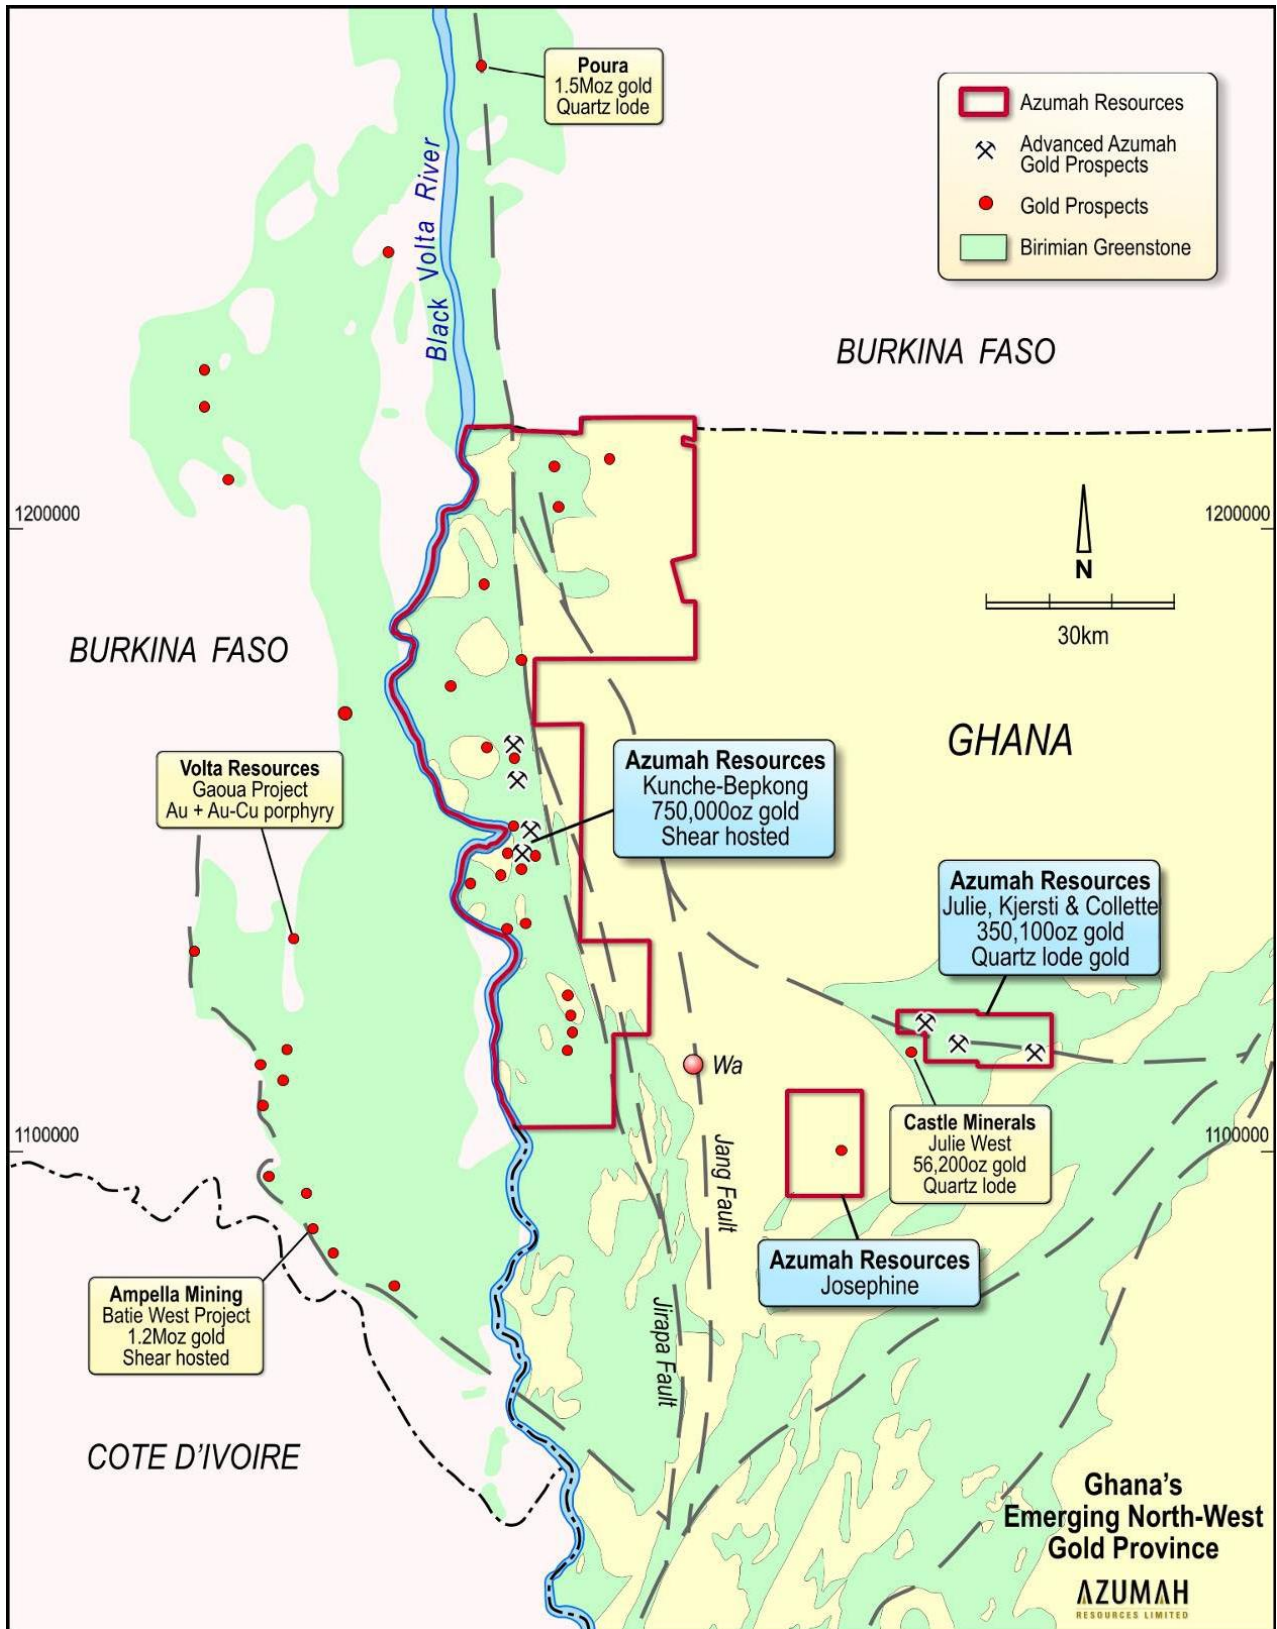 Poura
1.5Moz gold
Quartz lode
Azumah Resources
Advanced Azumah
Gold Prospects
Gold Prospects
Birimian Greenstone
Black Volta River
BURKINA FASO
1200000
1200000
N
30km
BURKINA FASO
GHANA
Volta Resources
Gaoua Project
Au + Au-Cu porphyry
Azumah Resources
Kunche-Bepkong
750,000oz gold
Shear hosted
Azumah Resources
Julie, Kjersti & Collette
350,100oz gold
Quartz lode gold
Wa
1100000
1100000
Castle Minerals
Julie West
56,200oz gold
Quartz lode
Jang Fault
Azumah Resources
Josephine
Ampella Mining
Batie West Project
1.2Moz gold
Shear hosted
Jirapa Fault
COTE D'IVOIRE
Ghana's
Emerging North-West
Gold Province
AZUMAH
RESOURCES LIMITED